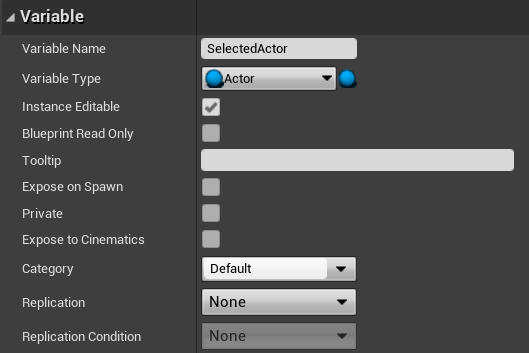 Variable
Variable Name SelectedActor
Variable Type Actor
Instance Editable
Blueprint Read Only
Tooltip
Expose on Spawn
Private
Expose to Cinematics
Category Default
Replication None
Replication Condition None